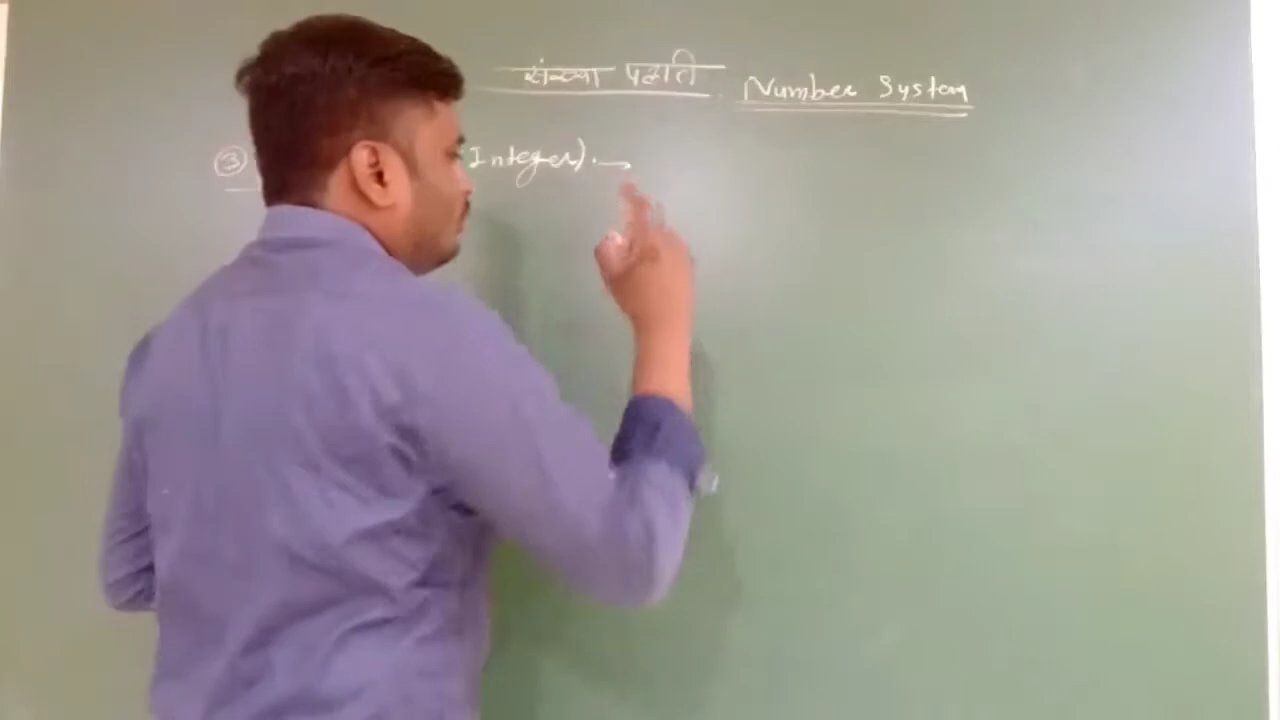 संख्या पद्धति Number System
③ Integer).→